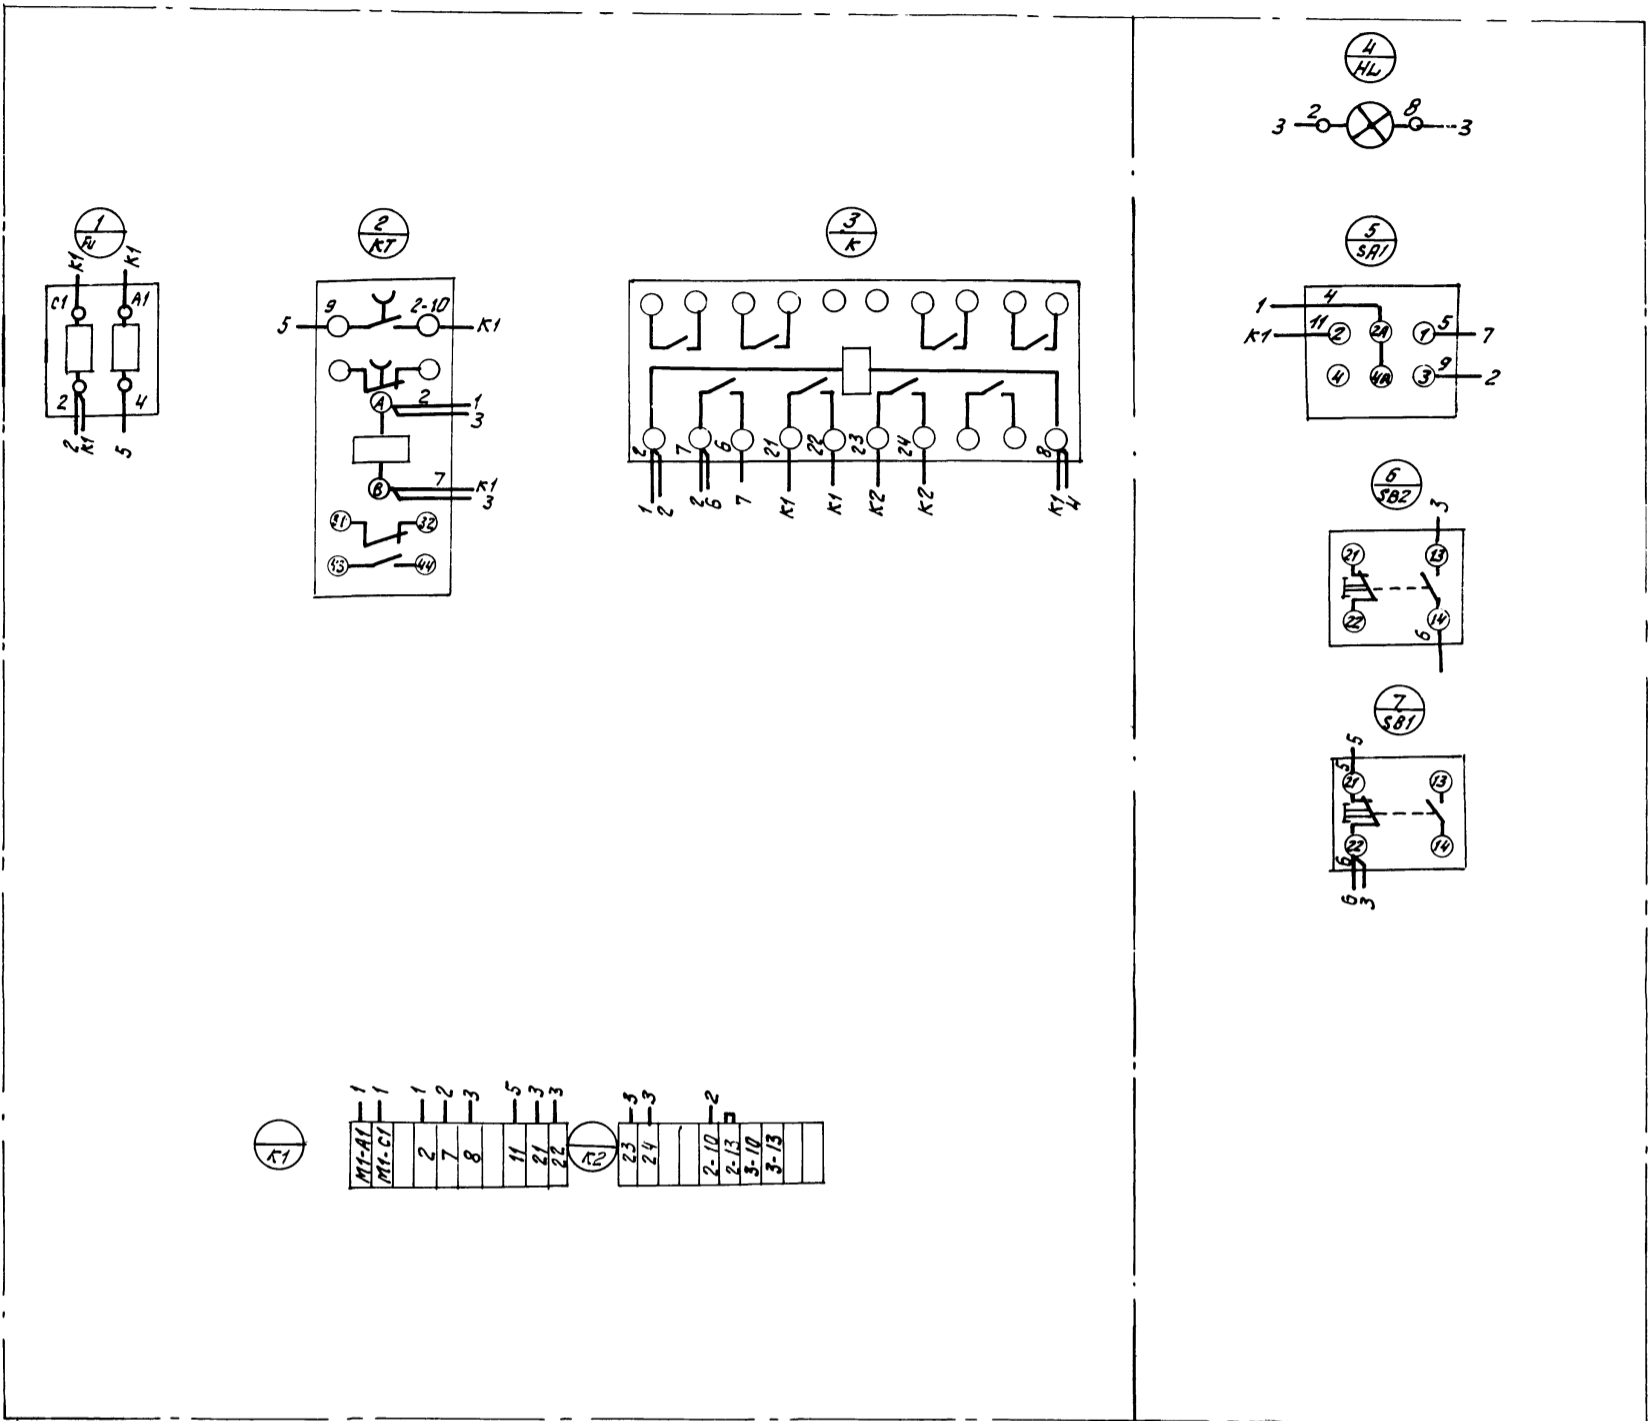 4
HL
3 2 8 3
1
FU
K1 K1
C1 A1
2 4
2 K1 5
2
KT
5 9 2-10 K1
A 2 1
3
B 7 K1
3
31 32
43 44
3
K
2 7 6 21 22 23 24 8
1 2 2 6 7 K1 K1 K2 K2 K1 4
5
SA1
1 4
K1 11 2 2A 1 5 7
4 4A 3 9 2
6
SB2
3
21 13
22 14
6
7
SB1
5
5
21 13
22 14
6
6 3
1 1 1 2 3 5 3 3 3 3 2
K1 M1-A1 M1-C1 2 7 8 11 21 22 K2 23 24 2-10 2-13 3-10 3-13